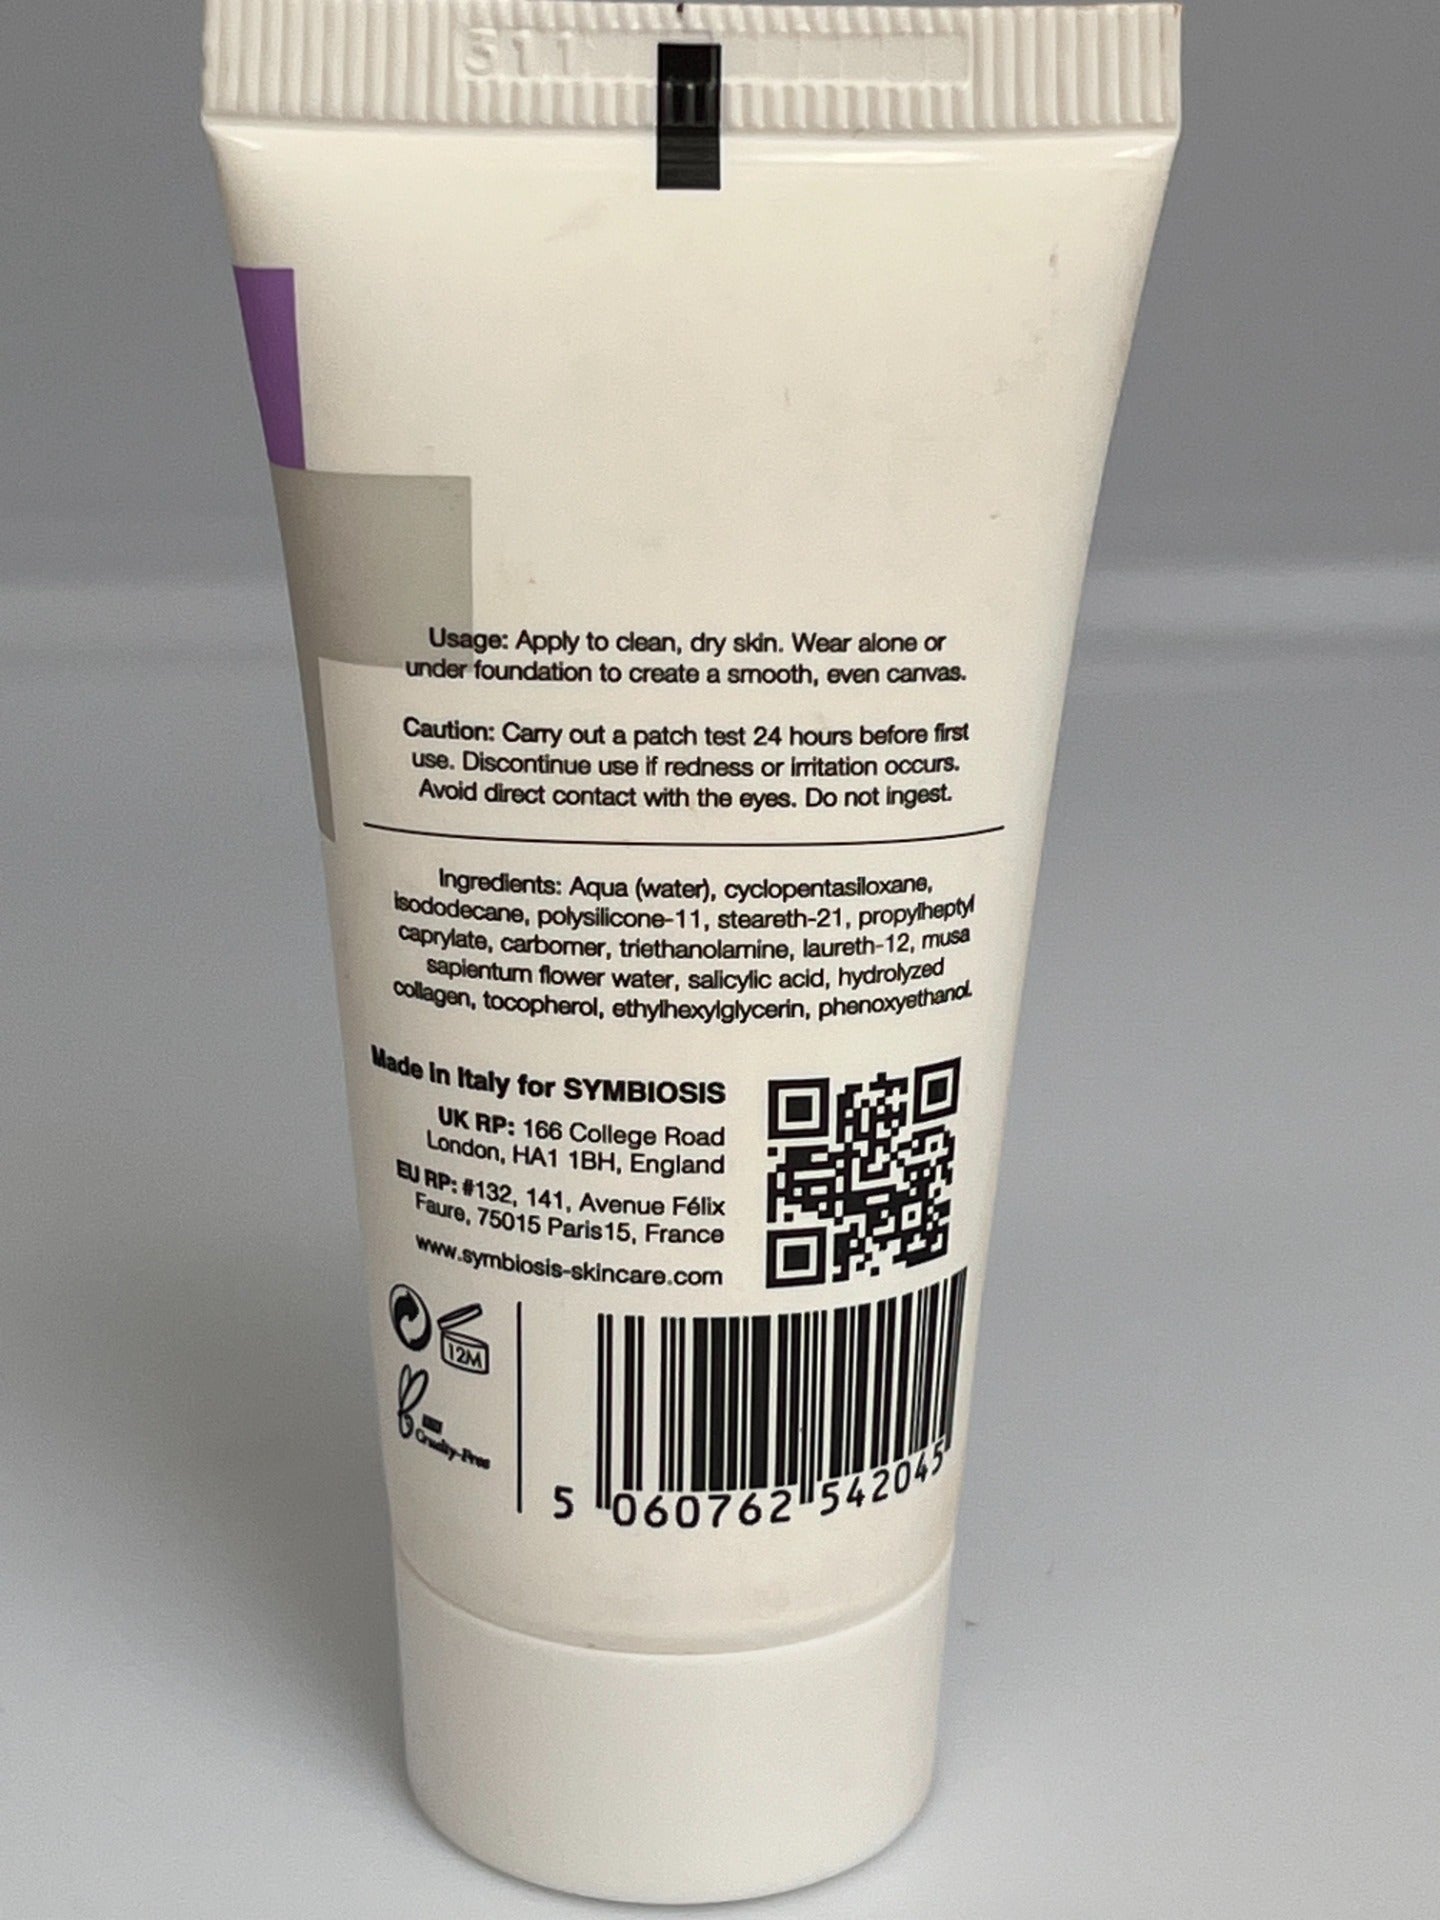 511
Usage: Apply to clean, dry skin. Wear alone or
under foundation to create a smooth, even canvas.
Caution: Carry out a patch test 24 hours before first
use. Discontinue use if redness or irritation occurs.
Avoid direct contact with the eyes. Do not ingest.
Ingredients: Aqua (water), cyclopentasiloxane,
isododecane, polysilicone-11, steareth-21, propylheptyl
caprylate, carbomer, triethanolamine, laureth-12, musa
sapientum flower water, salicylic acid, hydrolyzed
collagen, tocopherol, ethylhexylglycerin, phenoxyethanol.
Made in Italy for SYMBIOSIS
UK RP: 166 College Road
London, HA1 1BH, England
EU RP: #132, 141, Avenue Félix
Faure, 75015 Paris15, France
www.symbiosis-skincare.com
12M
Cruelty-Free
5 060762 542045